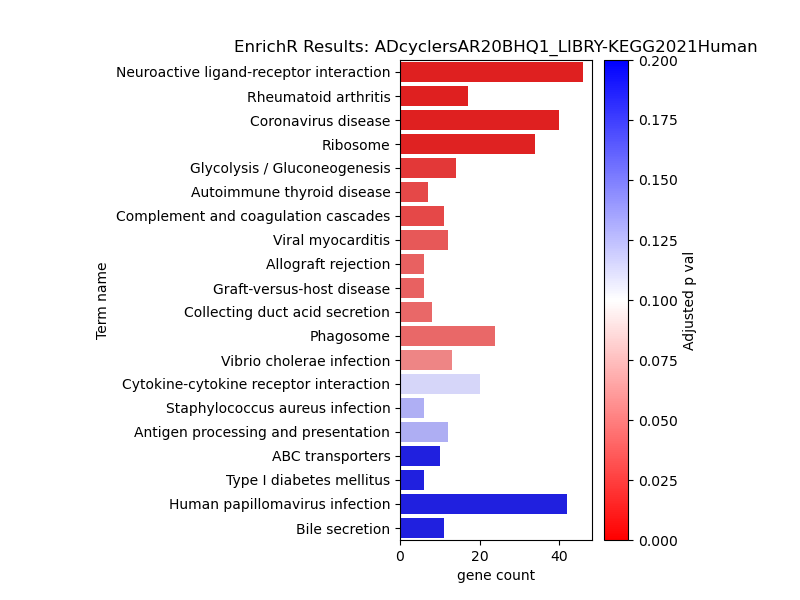 EnrichR Results: ADcyclersAR20BHQ1_LIBRY-KEGG2021Human
Term name
Neuroactive ligand-receptor interaction
Rheumatoid arthritis
Coronavirus disease
Ribosome
Glycolysis / Gluconeogenesis
Autoimmune thyroid disease
Complement and coagulation cascades
Viral myocarditis
Allograft rejection
Graft-versus-host disease
Collecting duct acid secretion
Phagosome
Vibrio cholerae infection
Cytokine-cytokine receptor interaction
Staphylococcus aureus infection
Antigen processing and presentation
ABC transporters
Type I diabetes mellitus
Human papillomavirus infection
Bile secretion
0 20 40
gene count
0.200
0.175
0.150
0.125
0.100
0.075
0.050
0.025
0.000
Adjusted p val